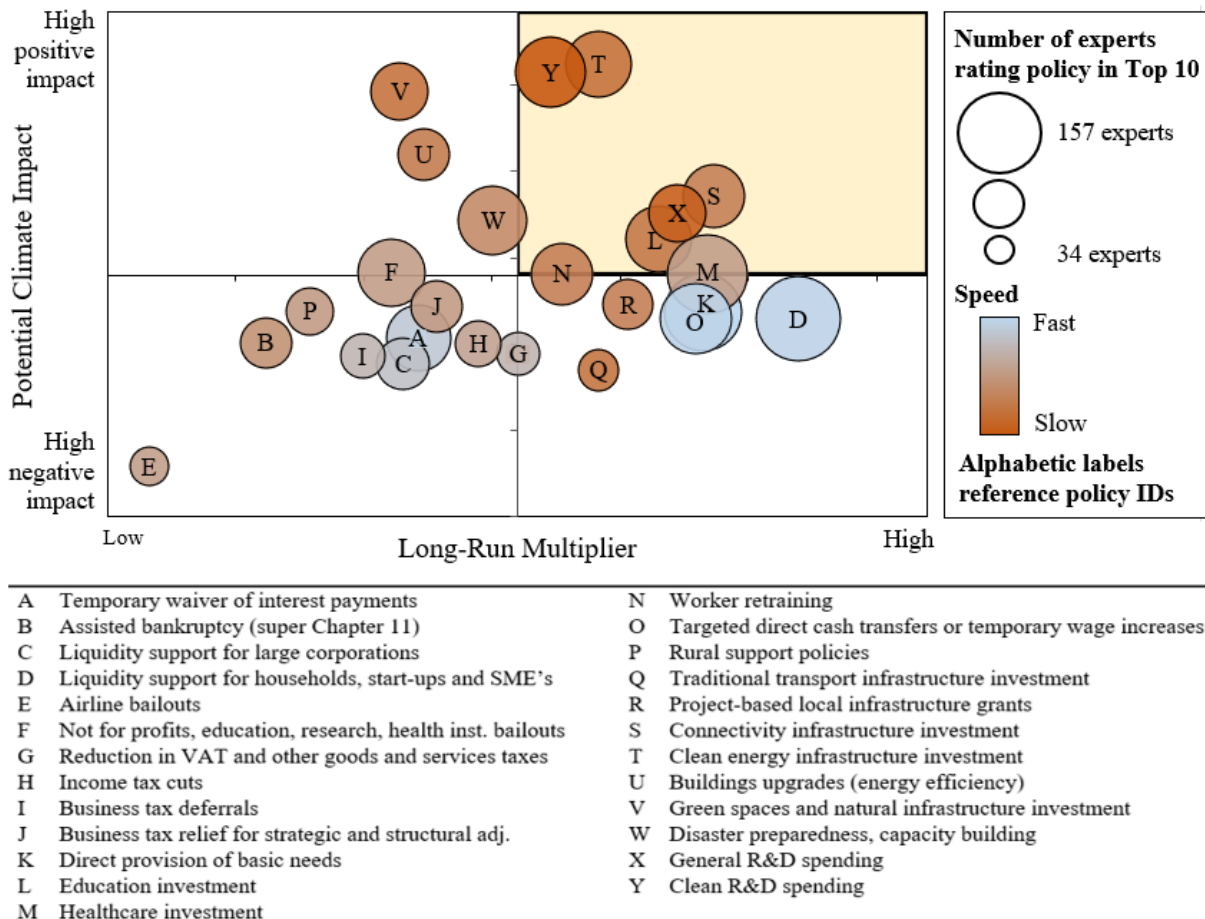 High
positive
impact
Potential Climate Impact
High
negative
impact
Y
T
V
U
S
X
W
L
F
N
M
P
J
R
K
O
D
B
A
H
I
C
G
Q
E
Low
Long-Run Multiplier
High
Number of experts
rating policy in Top 10
157 experts
34 experts
Speed
Fast
Slow
Alphabetic labels
reference policy IDs
A Temporary waiver of interest payments
B Assisted bankruptcy (super Chapter 11)
C Liquidity support for large corporations
D Liquidity support for households, start-ups and SME's
E Airline bailouts
F Not for profits, education, research, health inst. bailouts
G Reduction in VAT and other goods and services taxes
H Income tax cuts
I Business tax deferrals
J Business tax relief for strategic and structural adj.
K Direct provision of basic needs
L Education investment
M Healthcare investment
N Worker retraining
O Targeted direct cash transfers or temporary wage increases
P Rural support policies
Q Traditional transport infrastructure investment
R Project-based local infrastructure grants
S Connectivity infrastructure investment
T Clean energy infrastructure investment
U Buildings upgrades (energy efficiency)
V Green spaces and natural infrastructure investment
W Disaster preparedness, capacity building
X General R&D spending
Y Clean R&D spending